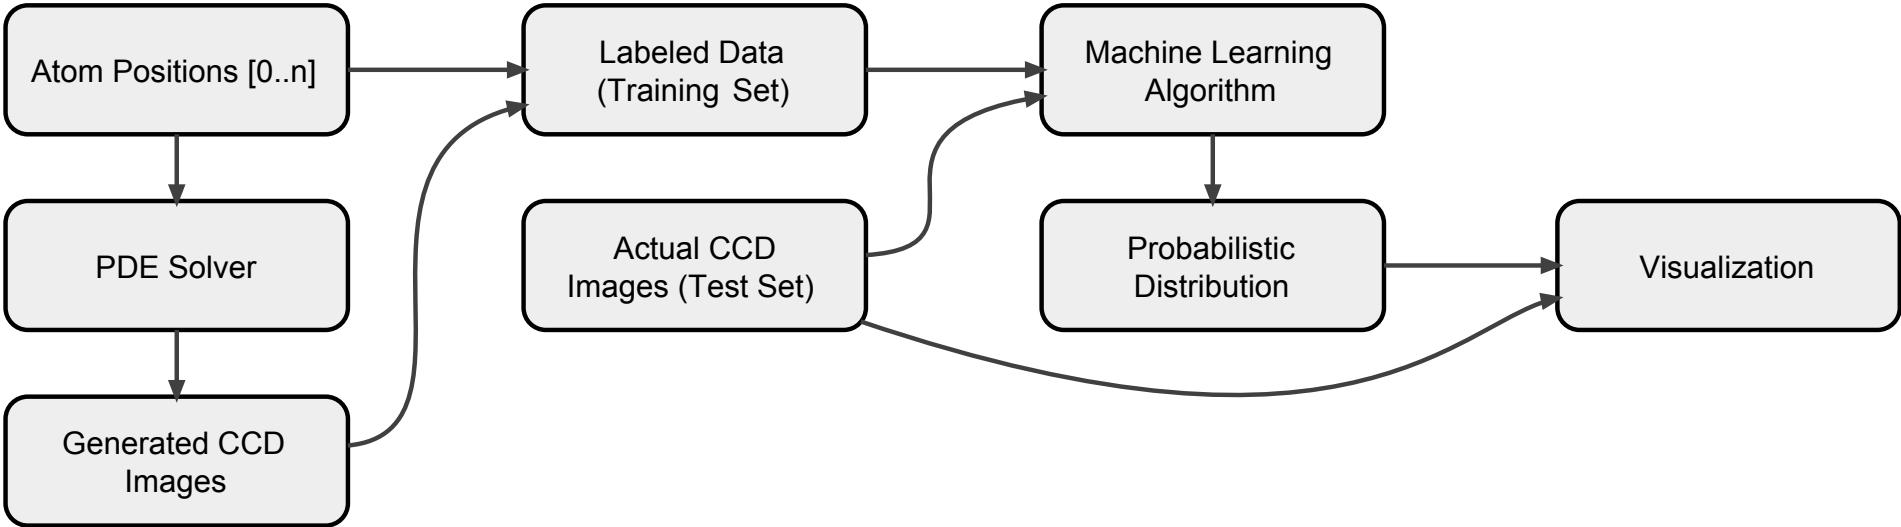 Atom Positions [0..n]
Labeled Data
(Training Set)
Machine Learning
Algorithm
PDE Solver
Actual CCD
Images (Test Set)
Probabilistic
Distribution
Visualization
Generated CCD
Images